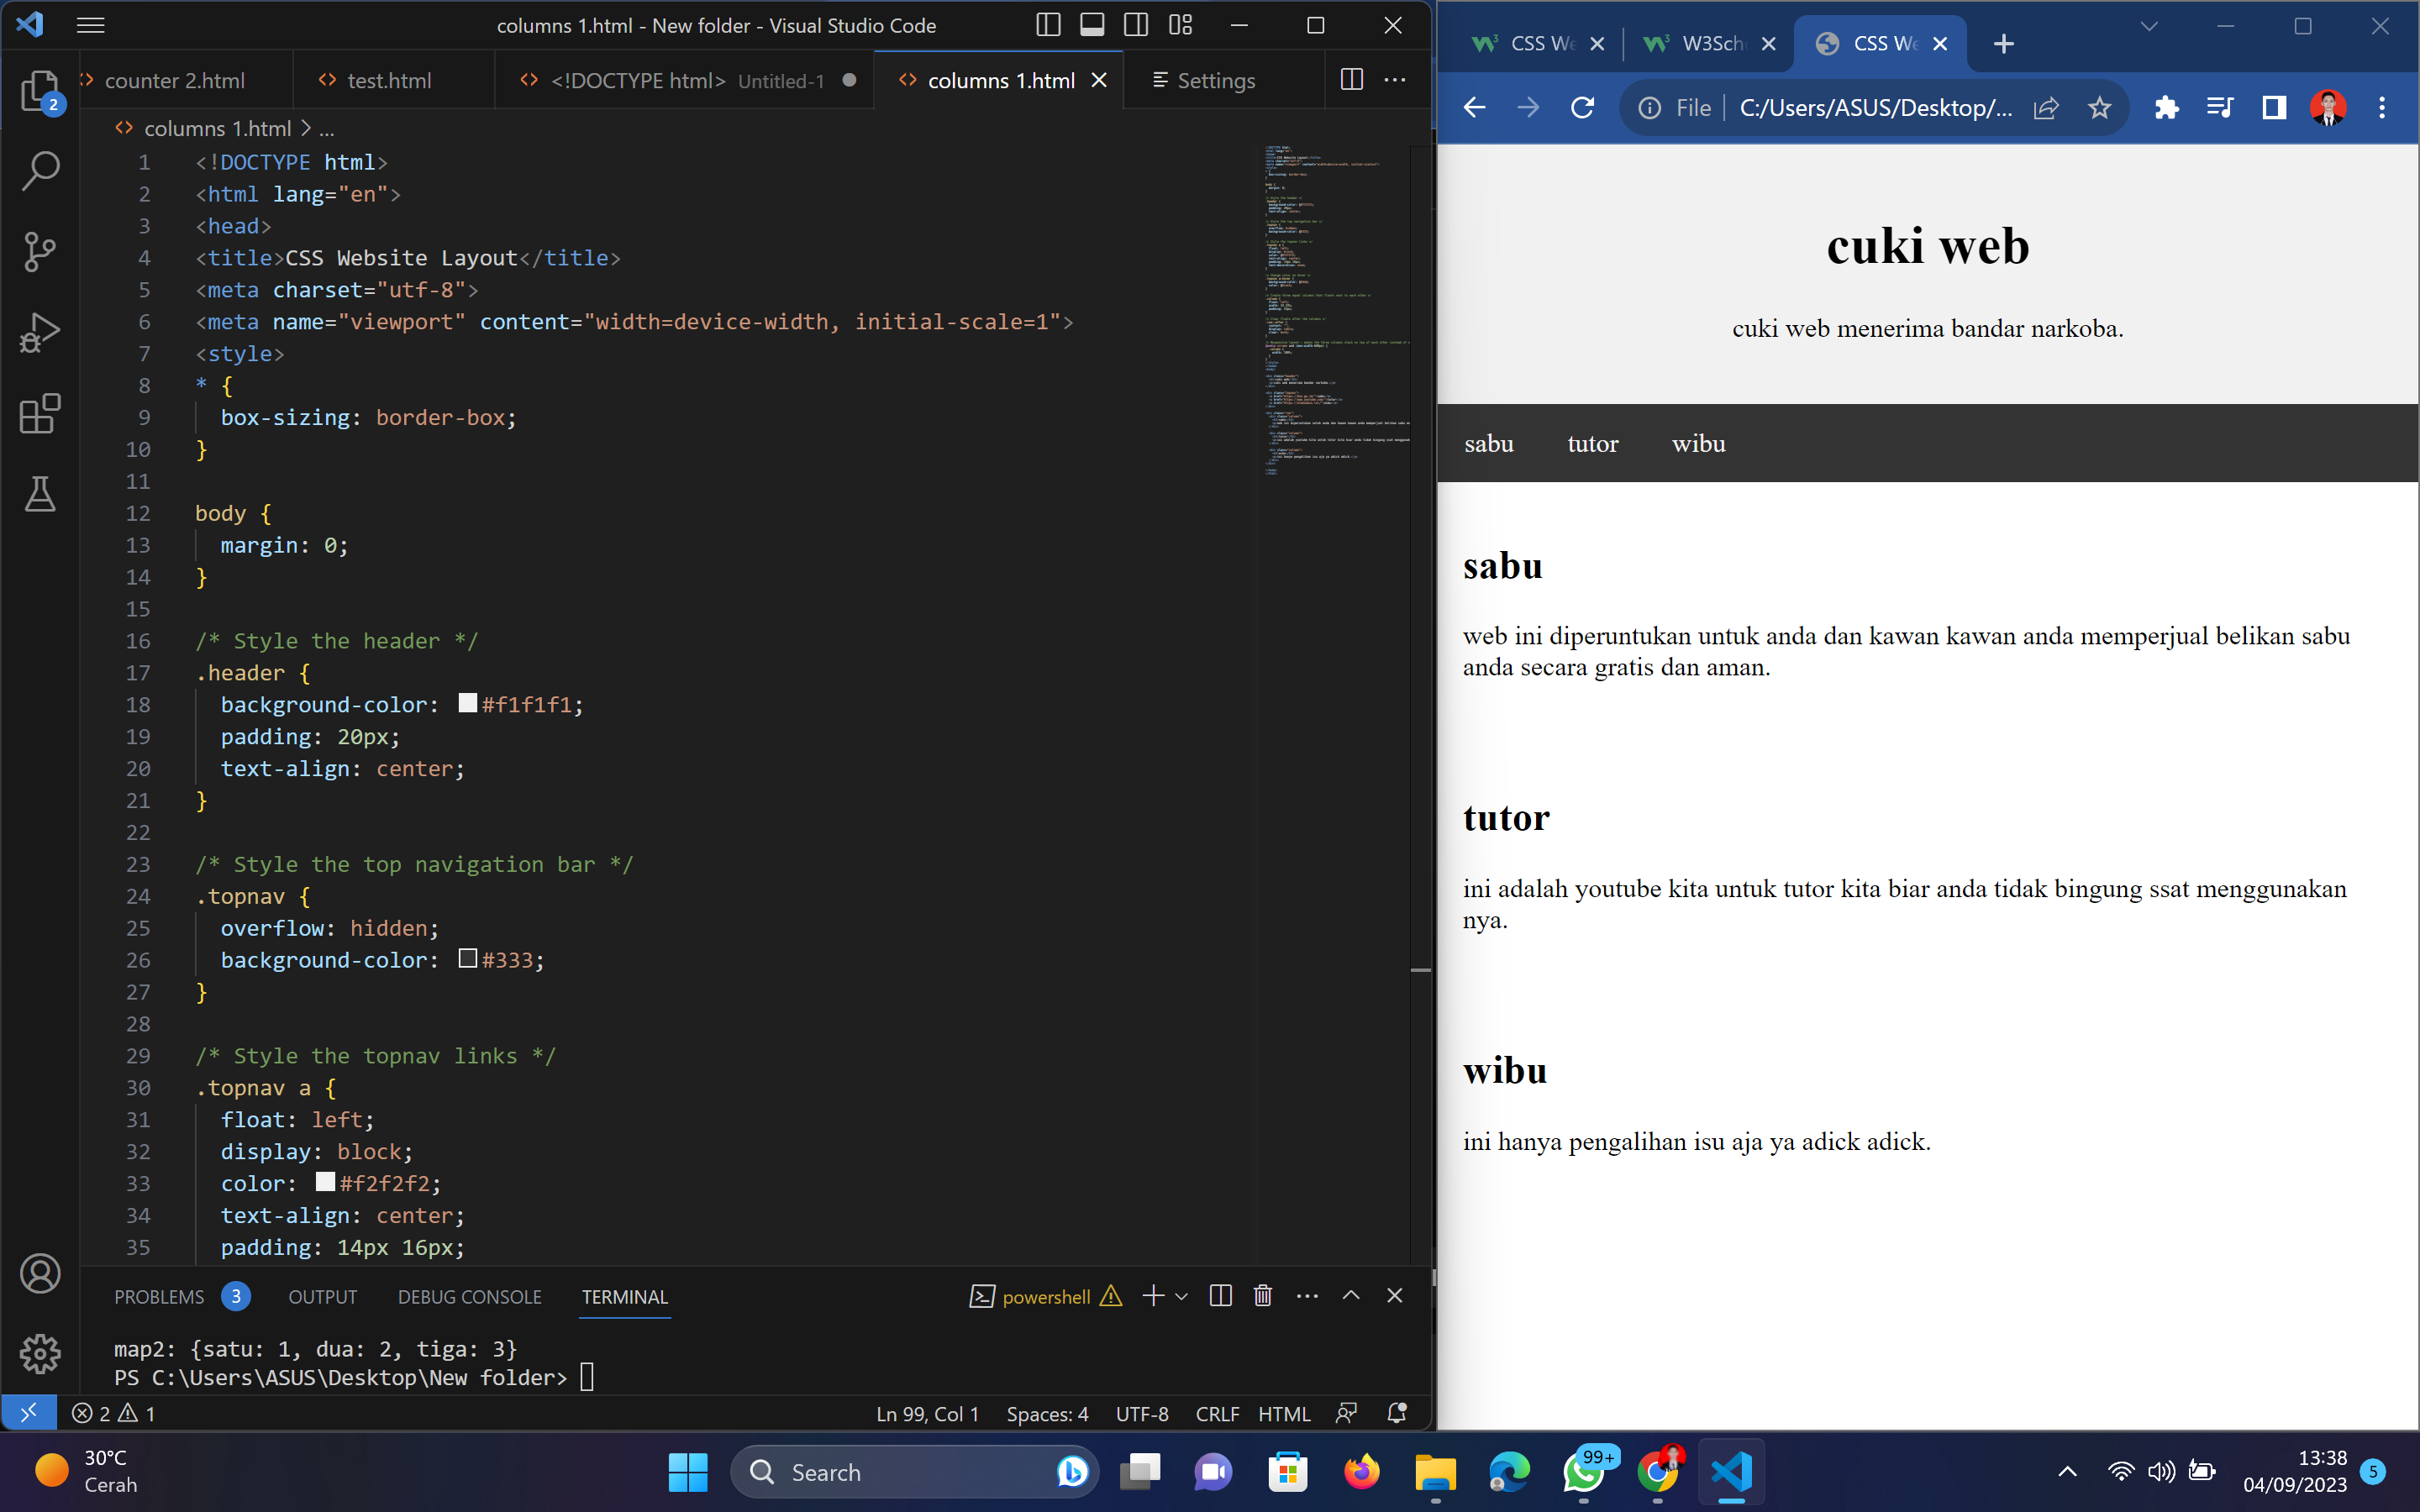 columns 1.html - New folder - Visual Studio Code
counter 2.html
test.html
<!DOCTYPE html> Untitled-1
columns 1.html
Settings
2
columns 1.html > ...
1 <!DOCTYPE html>
2 <html lang="en">
3 <head>
4 <title>CSS Website Layout</title>
5 <meta charset="utf-8">
6 <meta name="viewport" content="width=device-width, initial-scale=1">
7 <style>
8 * {
9 box-sizing: border-box;
10 }
11
12 body {
13 margin: 0;
14 }
15
16 /* Style the header */
17 .header {
18 background-color: #f1f1f1;
19 padding: 20px;
20 text-align: center;
21 }
22
23 /* Style the top navigation bar */
24 .topnav {
25 overflow: hidden;
26 background-color: #333;
27 }
28
29 /* Style the topnav links */
30 .topnav a {
31 float: left;
32 display: block;
33 color: #f2f2f2;
34 text-align: center;
35 padding: 14px 16px;
PROBLEMS 3 OUTPUT DEBUG CONSOLE TERMINAL
powershell
map2: {satu: 1, dua: 2, tiga: 3}
PS C:\Users\ASUS\Desktop\New folder>
2 1
Ln 99, Col 1 Spaces: 4 UTF-8 CRLF HTML
CSS We
W3Sch
CSS We
File C:/Users/ASUS/Desktop/...
cuki web
cuki web menerima bandar narkoba.
sabu tutor wibu
sabu
web ini diperuntukan untuk anda dan kawan kawan anda memperjual belikan sabu
anda secara gratis dan aman.
tutor
ini adalah youtube kita untuk tutor kita biar anda tidak bingung ssat menggunakan
nya.
wibu
ini hanya pengalihan isu aja ya adick adick.
30°C
Cerah
Search
99+
13:38
04/09/2023
5